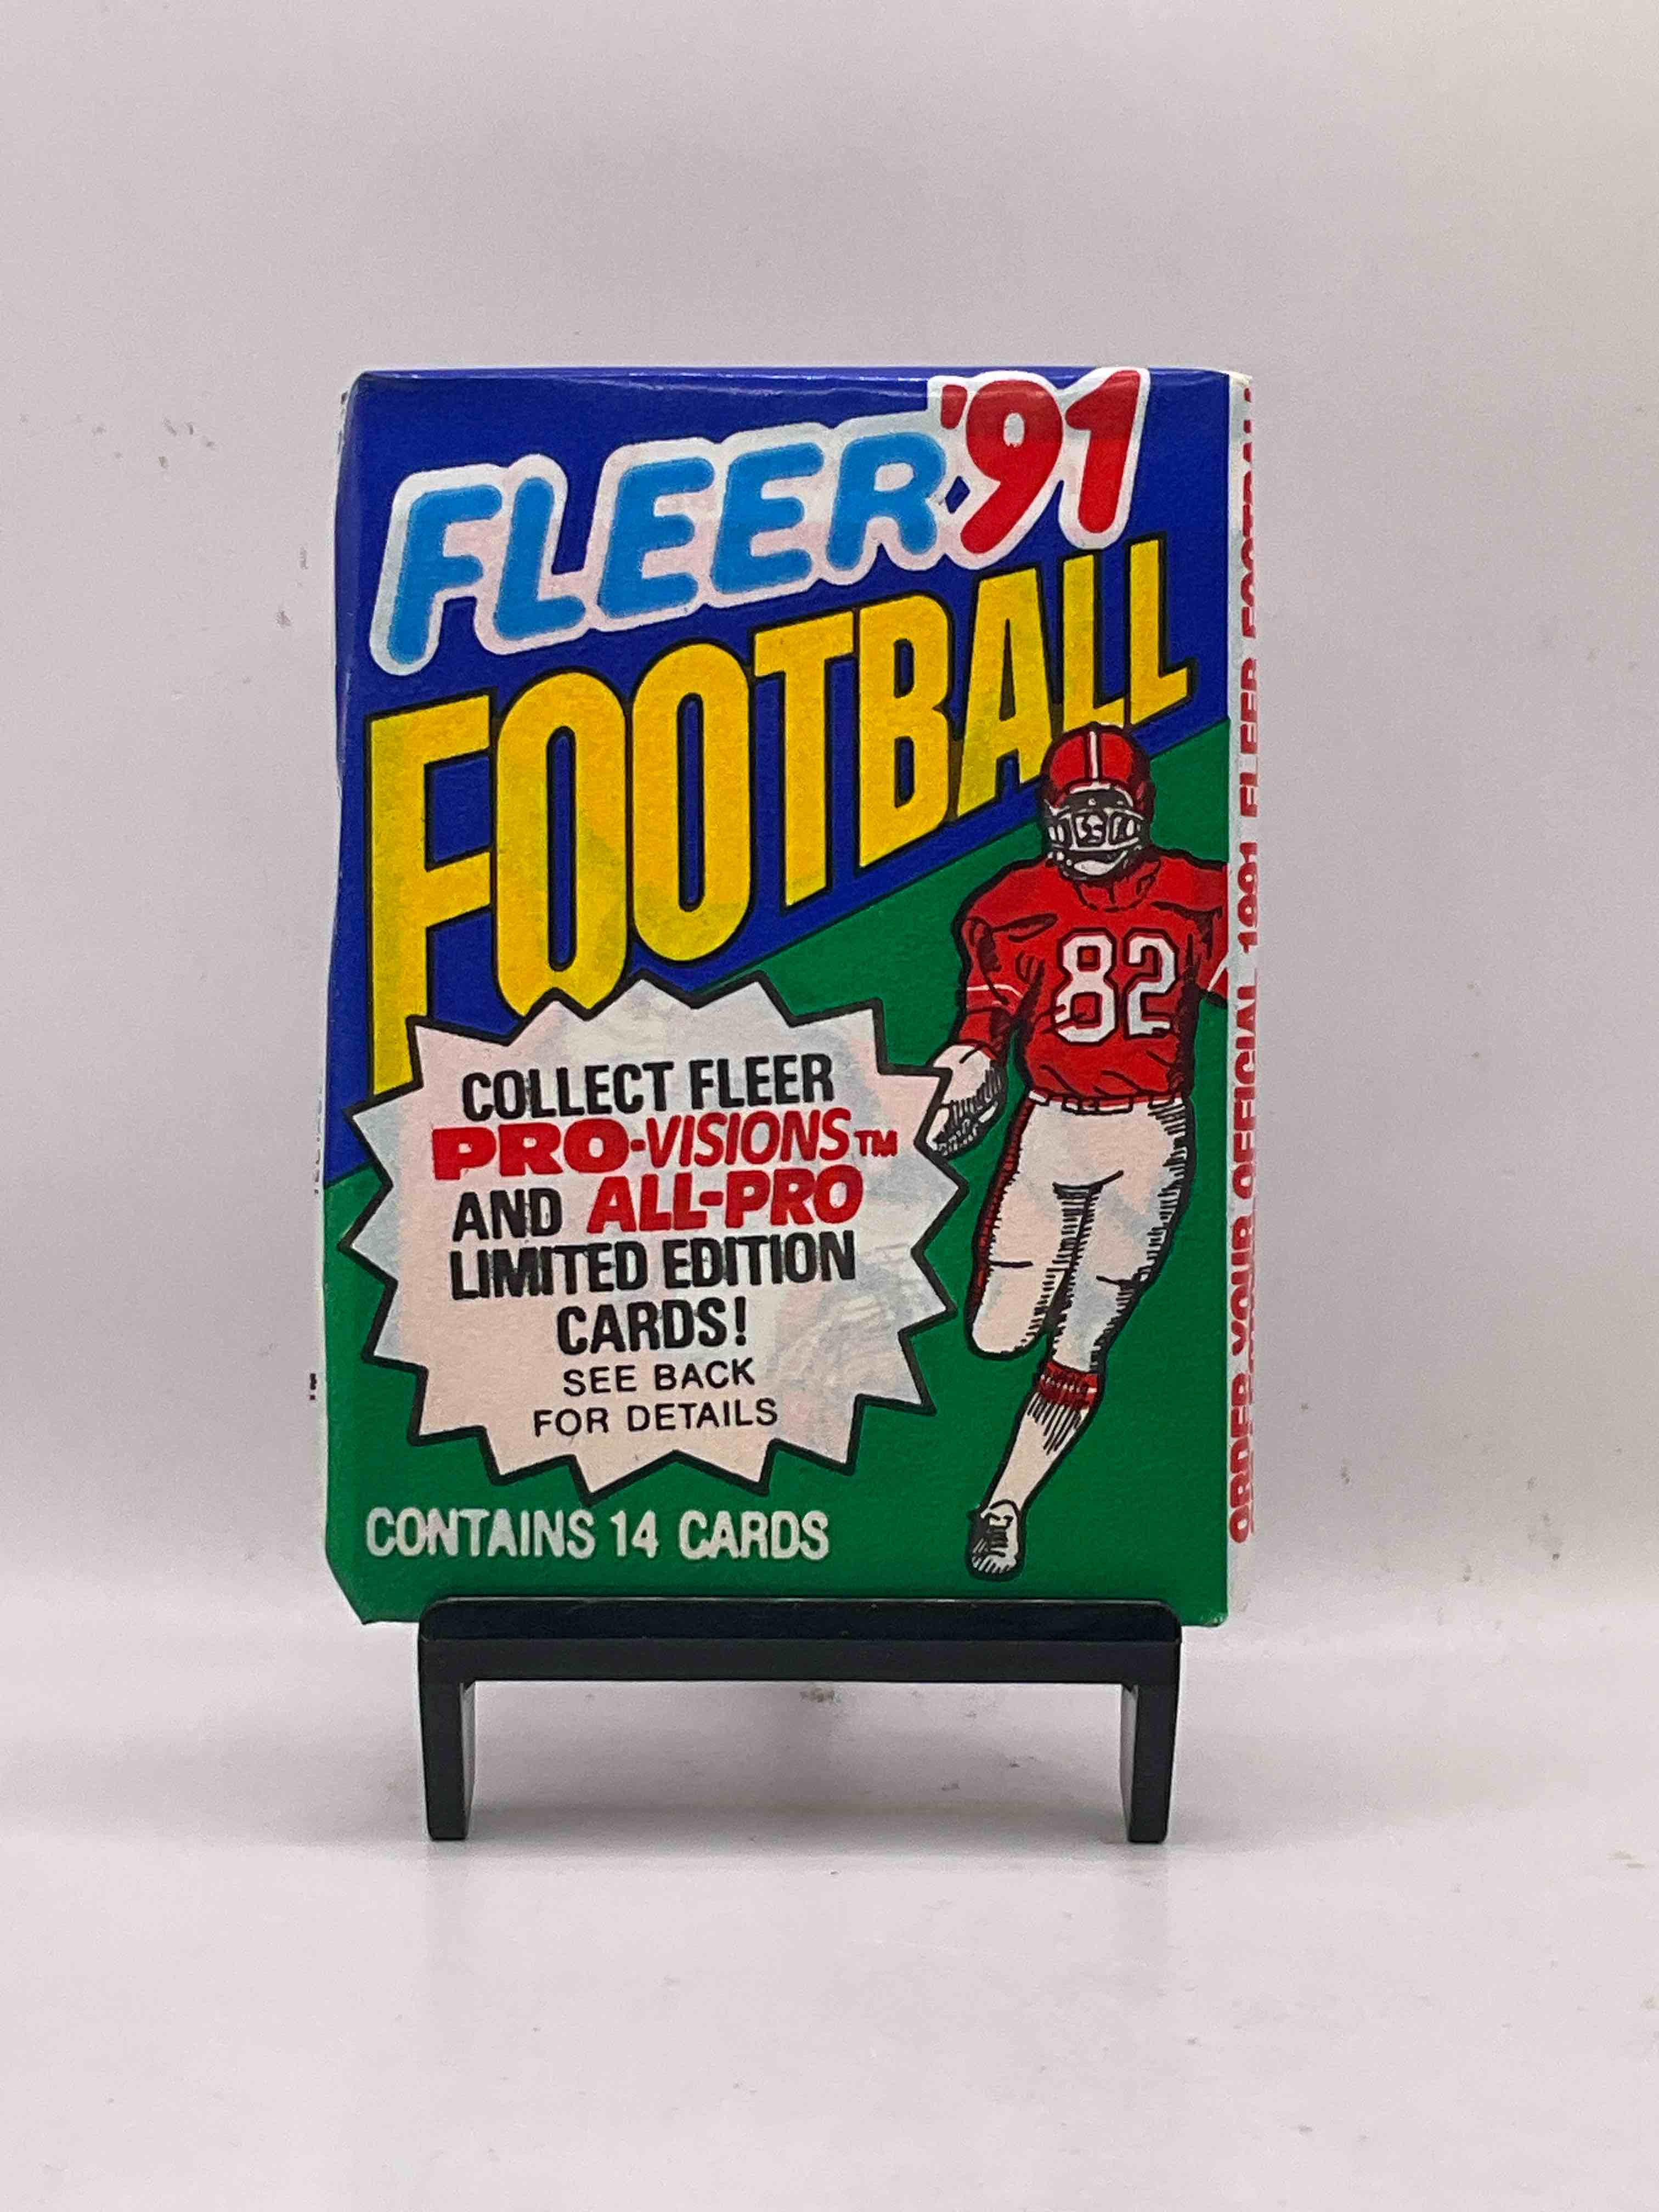 FLEER '91
FOOTBALL
82
COLLECT FLEER
PRO-VISIONS™
AND ALL-PRO
LIMITED EDITION
CARDS!
SEE BACK
FOR DETAILS
CONTAINS 14 CARDS
ORDER YOUR OFFICIAL 1991 FLEER FOOTBALL